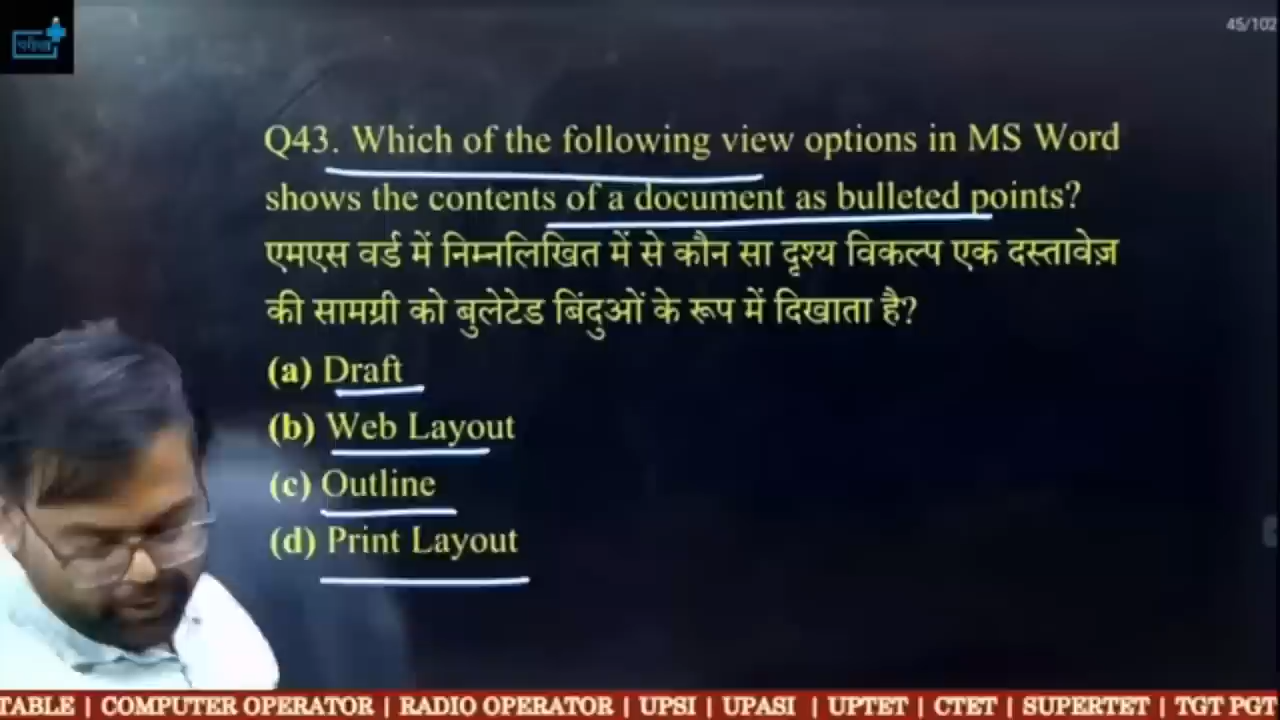 परीक्षा
45/102
Q43. Which of the following view options in MS Word
shows the contents of a document as bulleted points?
एमएस वर्ड में निम्नलिखित में से कौन सा दृश्य विकल्प एक दस्तावेज़
की सामग्री को बुलेटेड बिंदुओं के रूप में दिखाता है?
(a) Draft
(b) Web Layout
(c) Outline
(d) Print Layout
TABLE | COMPUTER OPERATOR | RADIO OPERATOR | UPSI | UPASI | UPTET | CTET | SUPERTET | TGT PGT